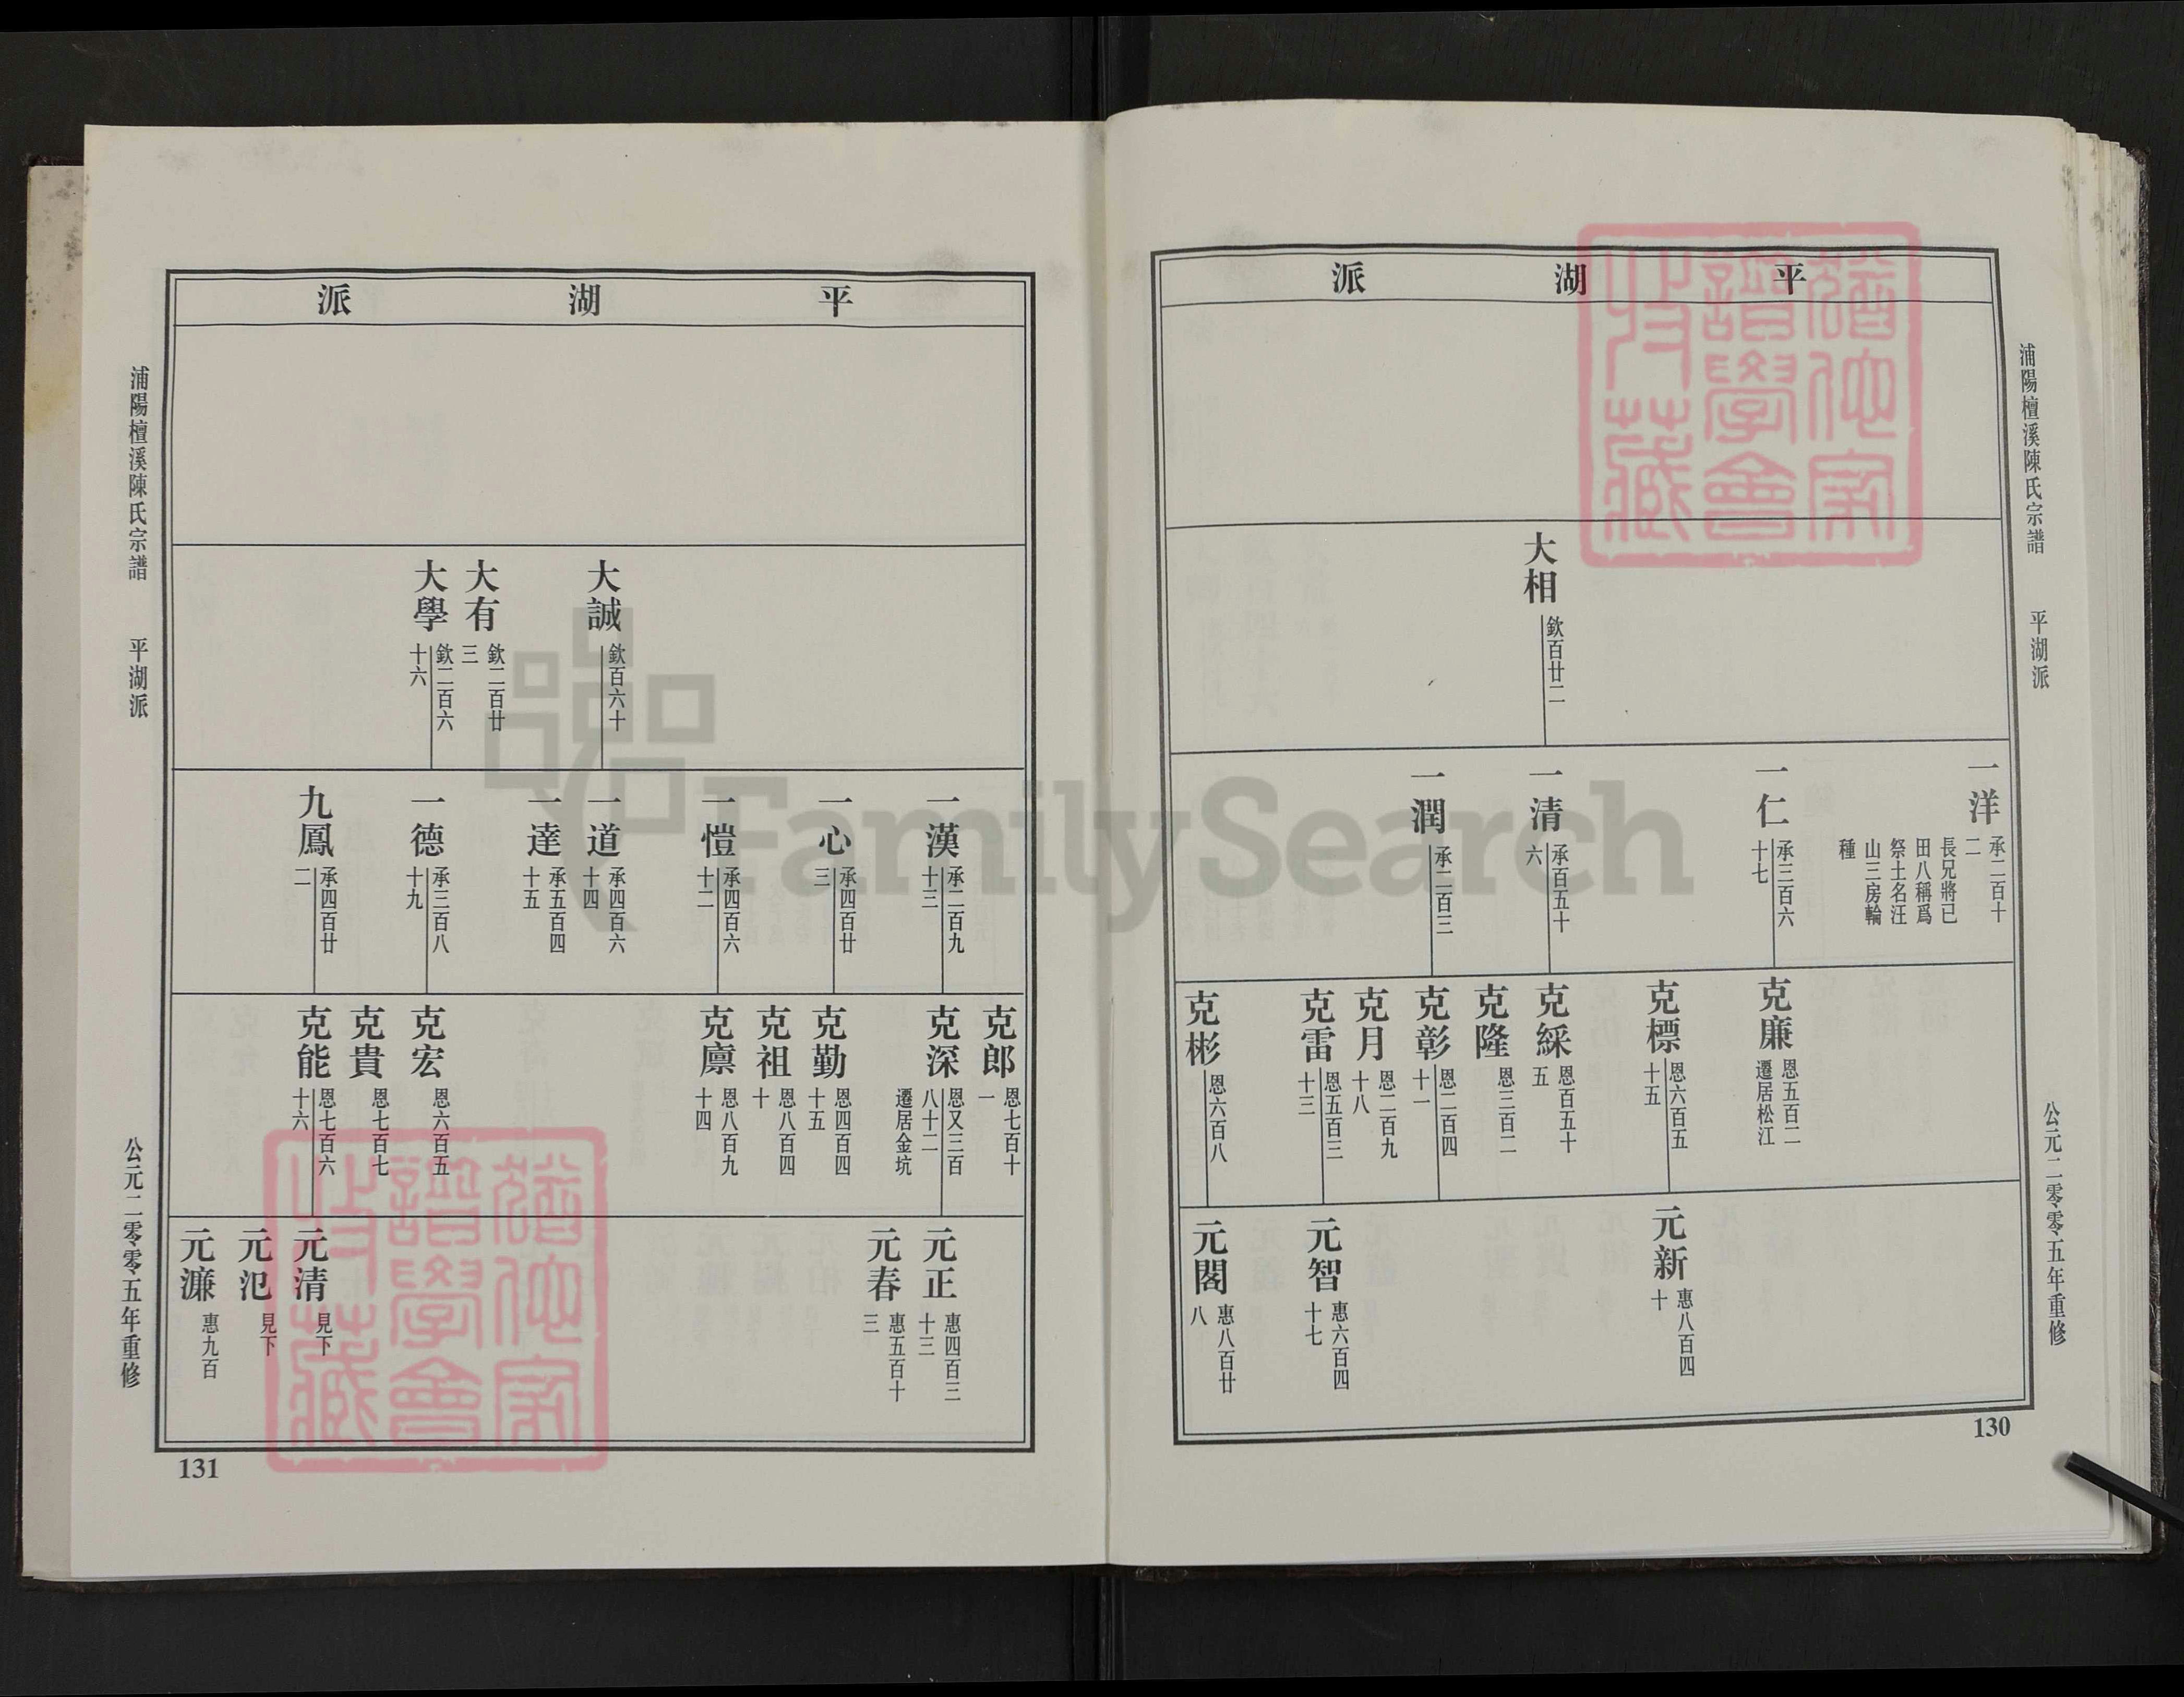 浦陽檀溪陳氏宗譜
平湖派
公元二零零五年重修
平湖派
大相
欽百廿二
一洋
承二百十
二
長兄將已
田八稱爲
祭土名汪
山三房輪
種
一仁
承三百六
十七
一清
承百五十
六
一潤
承二百三
克廉
恩五百二
遷居松江
克標
恩六百五
十五
克綵
恩百五十
五
克隆
恩三百二
克彰
恩二百四
十一
克月
恩二百九
十八
克雷
恩五百三
十三
克彬
恩六百八
元新
惠八百四
十
元智
惠六百四
十七
元閣
惠八百廿
八
130
平湖派
大誠
欽百六十
大有
欽二百廿
三
大學
欽二百六
十六
一漢
承二百九
十三
一心
承四百廿
三
一愷
承四百六
十二
一道
承四百六
十四
一達
承五百四
十五
一德
承三百八
十九
九鳳
承四百廿
二
克郎
恩七百十
一
克深
恩又三百
八十二
遷居金坑
克勤
恩四百四
十五
克祖
恩八百四
十
克廩
恩八百九
十四
克宏
恩六百五
克貴
恩七百七
克能
恩七百六
十六
元正
惠四百三
十三
元春
惠五百十
三
元清
見下
元氾
見下
元濂
惠九百
131
浦陽檀溪陳氏宗譜
平湖派
公元二零零五年重修
FamilySearch